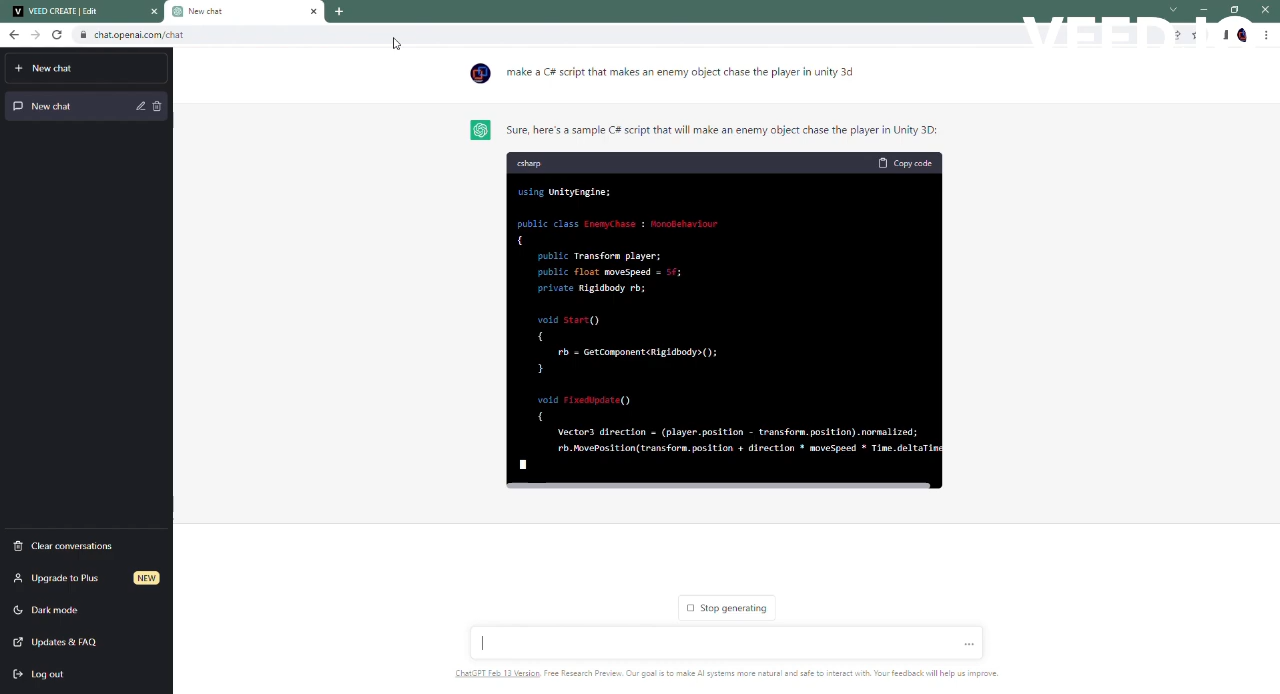 VEED CREATE | Edit
New chat
chat.openai.com/chat
VEED.IO
New chat
New chat
make a C# script that makes an enemy object chase the player in unity 3d
Sure, here's a sample C# script that will make an enemy object chase the player in Unity 3D:
csharp
Copy code
using UnityEngine;
public class EnemyChase : MonoBehaviour
{
public Transform player;
public float moveSpeed = 5f;
private Rigidbody rb;
void Start()
{
rb = GetComponent<Rigidbody>();
}
void FixedUpdate()
{
Vector3 direction = (player.position - transform.position).normalized;
rb.MovePosition(transform.position + direction * moveSpeed * Time.deltaTime
Clear conversations
Upgrade to Plus
NEW
Dark mode
Updates & FAQ
Log out
Stop generating
ChatGPT Feb 13 Version. Free Research Preview. Our goal is to make AI systems more natural and safe to interact with. Your feedback will help us improve.